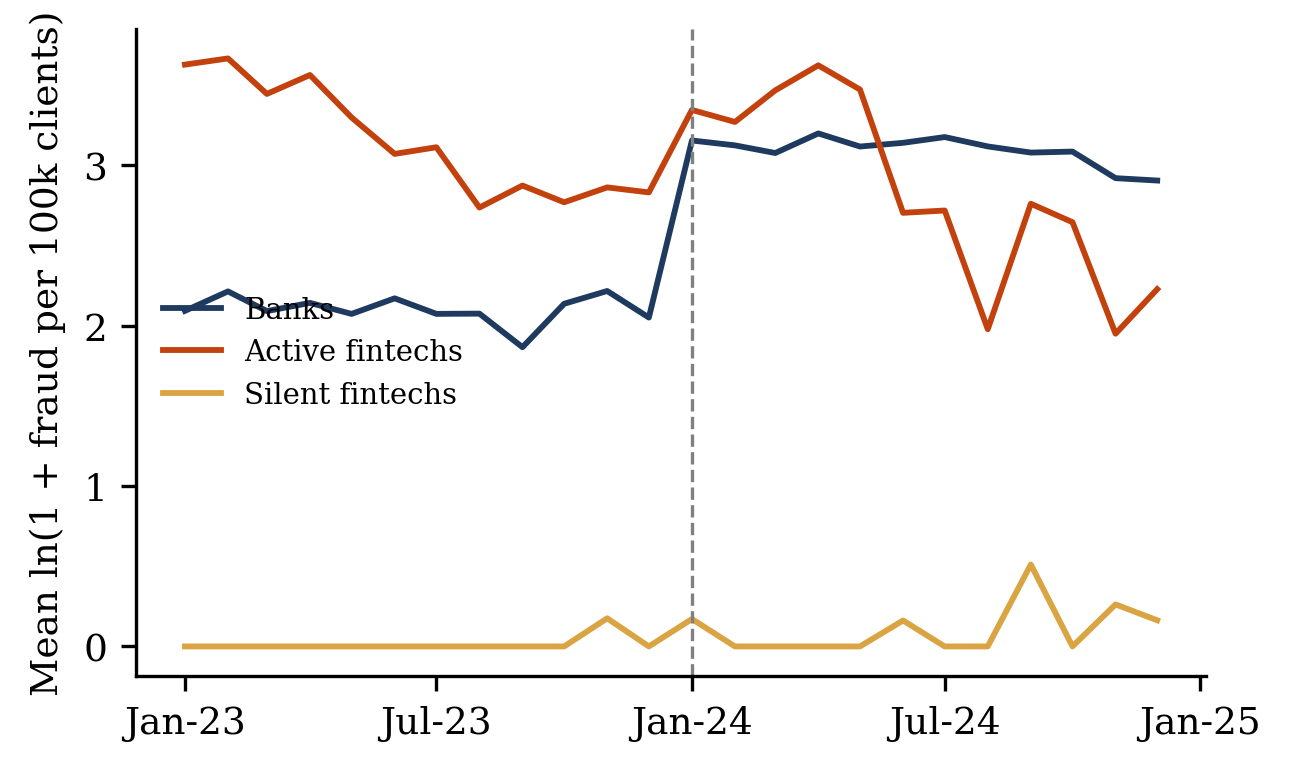 Mean ln(1 + fraud per 100k clients)
3
2
1
0
Banks
Active fintechs
Silent fintechs
Jan-23
Jul-23
Jan-24
Jul-24
Jan-25